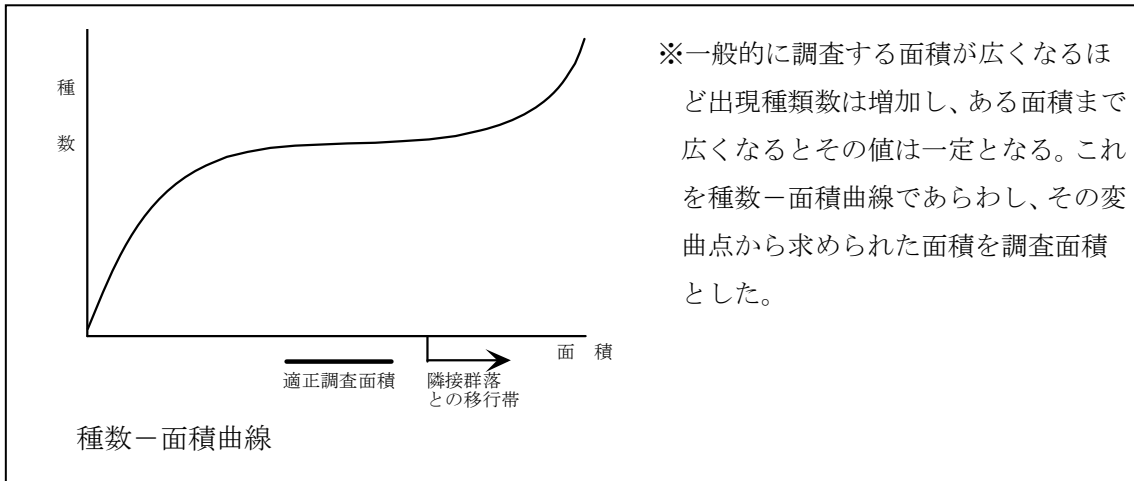 種
数
※一般的に調査する面積が広くなるほ
ど出現種類数は増加し、ある面積まで
広くなるとその値は一定となる。これ
を種数－面積曲線であらわし、その変
曲点から求められた面積を調査面積
とした。
面 積
適正調査面積
隣接群落
との移行帯
種数－面積曲線